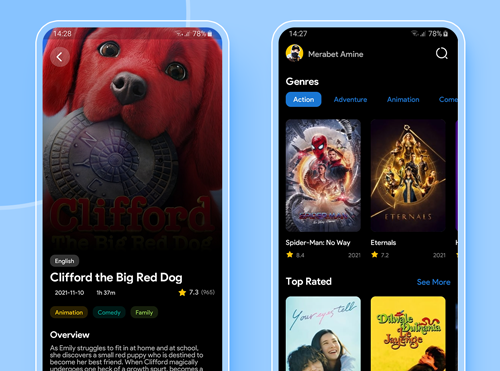 14:28
78%
Clifford
The Big Red Dog
English
Clifford the Big Red Dog
2021-11-10 1h 37m
7.3 (965)
Animation Comedy Family
Overview
As Emily struggles to fit in at home and at school,
she discovers a small red puppy who is destined to
become her best friend. When Clifford magically
undergoes one heck of a growth spurt, becomes a
14:27
78%
Merabet Amine
Genres
Action Adventure Animation Come
SPIDER-MAN
ETERNALS
Spider-Man: No Way
8.4 2021
Eternals
7.2 2021
H
Top Rated See More
Your eyes tell
Dilwale
Dulhania
Le
Jayenge